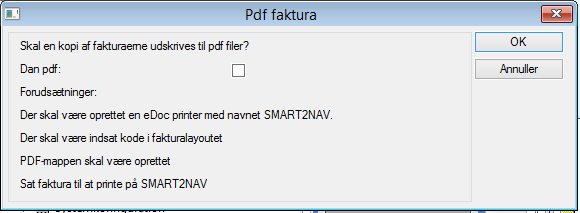 Pdf faktura
Skal en kopi af fakturaerne udskrives til pdf filer?
OK
Dan pdf:
Annuller
Forudsætninger:
Der skal være oprettet en eDoc printer med navnet SMART2NAV.
Der skal være indsat kode i fakturalayoutet
PDF-mappen skal være oprettet
Sat faktura til at printe på SMART2NAV